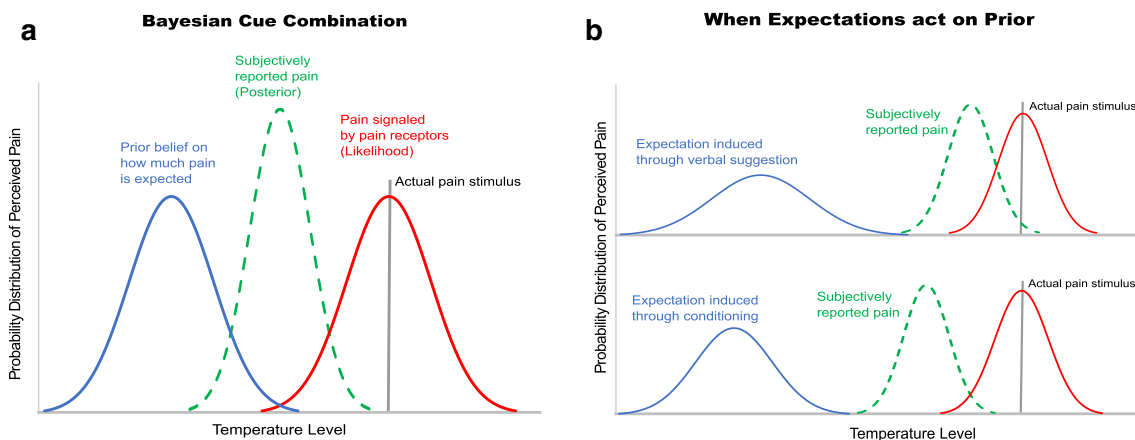 a
Bayesian Cue Combination
Subjectively
reported pain
(Posterior)
Prior belief on
how much pain
is expected
Pain signaled
by pain receptors
(Likelihood)
Actual pain stimulus
Probability Distribution of Perceived Pain
Temperature Level
b
When Expectations act on Prior
Expectation induced
through verbal suggestion
Subjectively
reported pain
Actual pain stimulus
Expectation induced
through conditioning
Subjectively
reported pain
Actual pain stimulus
Probability Distribution of Perceived Pain
Temperature Level